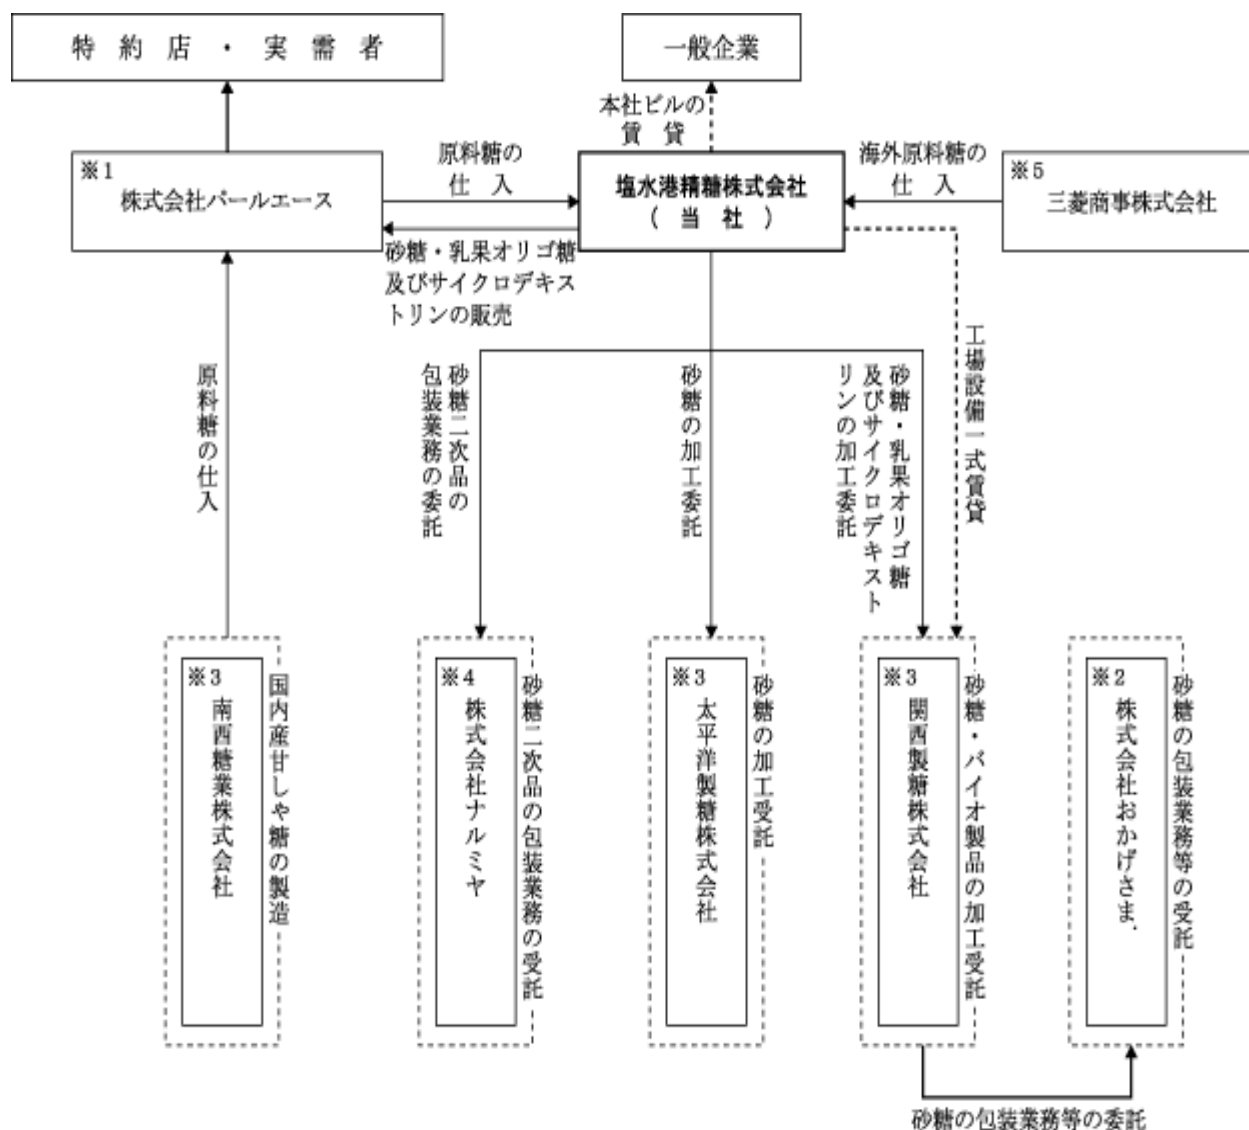 特約店・実需者
一般企業
本社ビルの
賃貸
※1
株式会社パールエース
原料糖の
仕入
塩水港精糖株式会社
(当社)
海外原料糖の
仕入
※5
三菱商事株式会社
砂糖・乳果オリゴ糖
及びサイクロデキス
トリンの販売
原料糖の仕入
砂糖二次品の
包装業務の委託
砂糖の加工委託
砂糖・乳果オリゴ糖
及びサイクロデキスト
リンの加工委託
工場設備一式賃貸
※3
南西糖業株式会社
国内産甘しゃ糖の製造
※4
株式会社ナルミヤ
砂糖二次品の包装業務の受託
※3
太平洋製糖株式会社
砂糖の加工受託
※3
関西製糖株式会社
砂糖・バイオ製品の加工受託
※2
株式会社おかげさま.
砂糖の包装業務等の受託
砂糖の包装業務等の委託